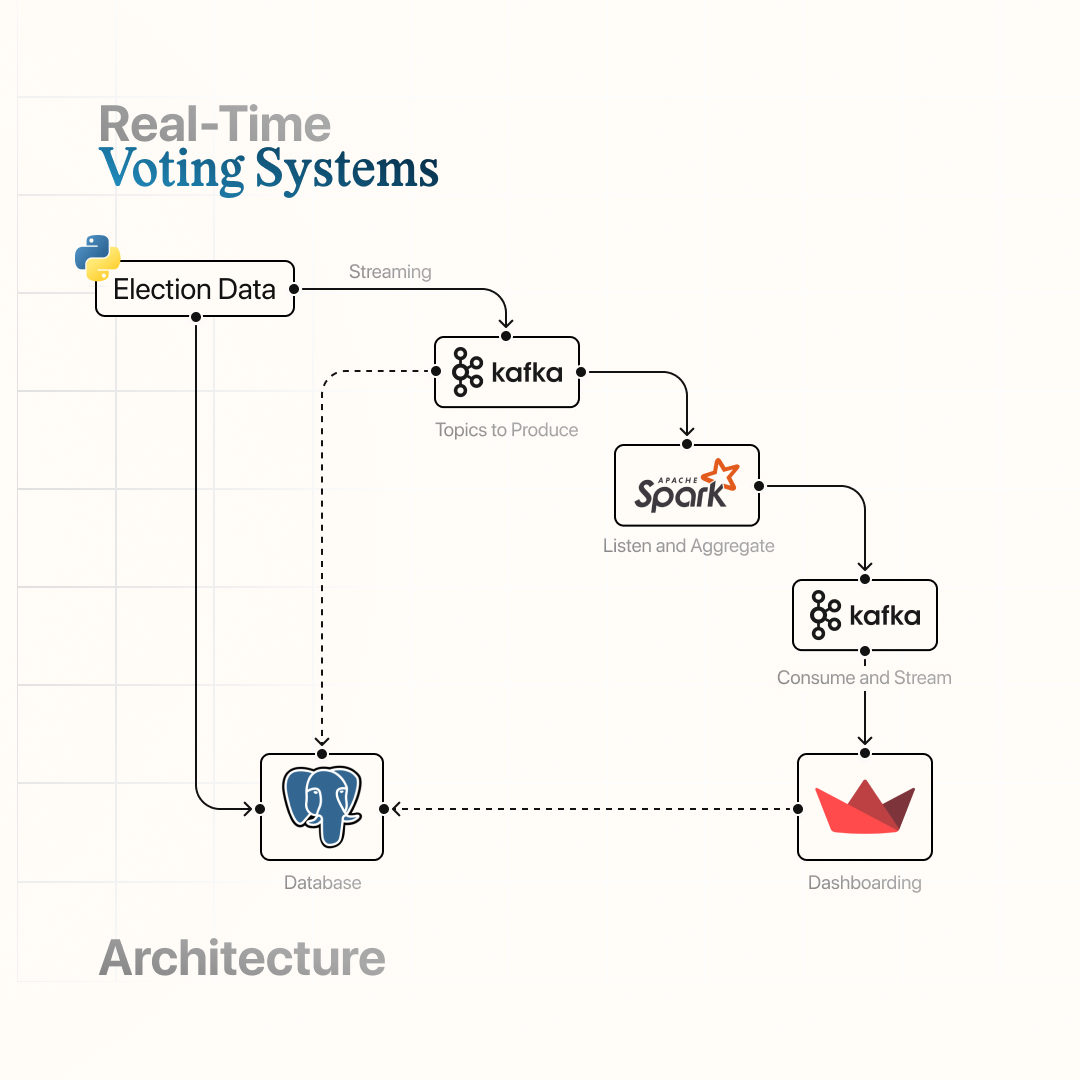 Real-Time
Voting Systems
Election Data
Streaming
kafka
Topics to Produce
APACHE
Spark
Listen and Aggregate
kafka
Consume and Stream
Database
Dashboarding
Architecture